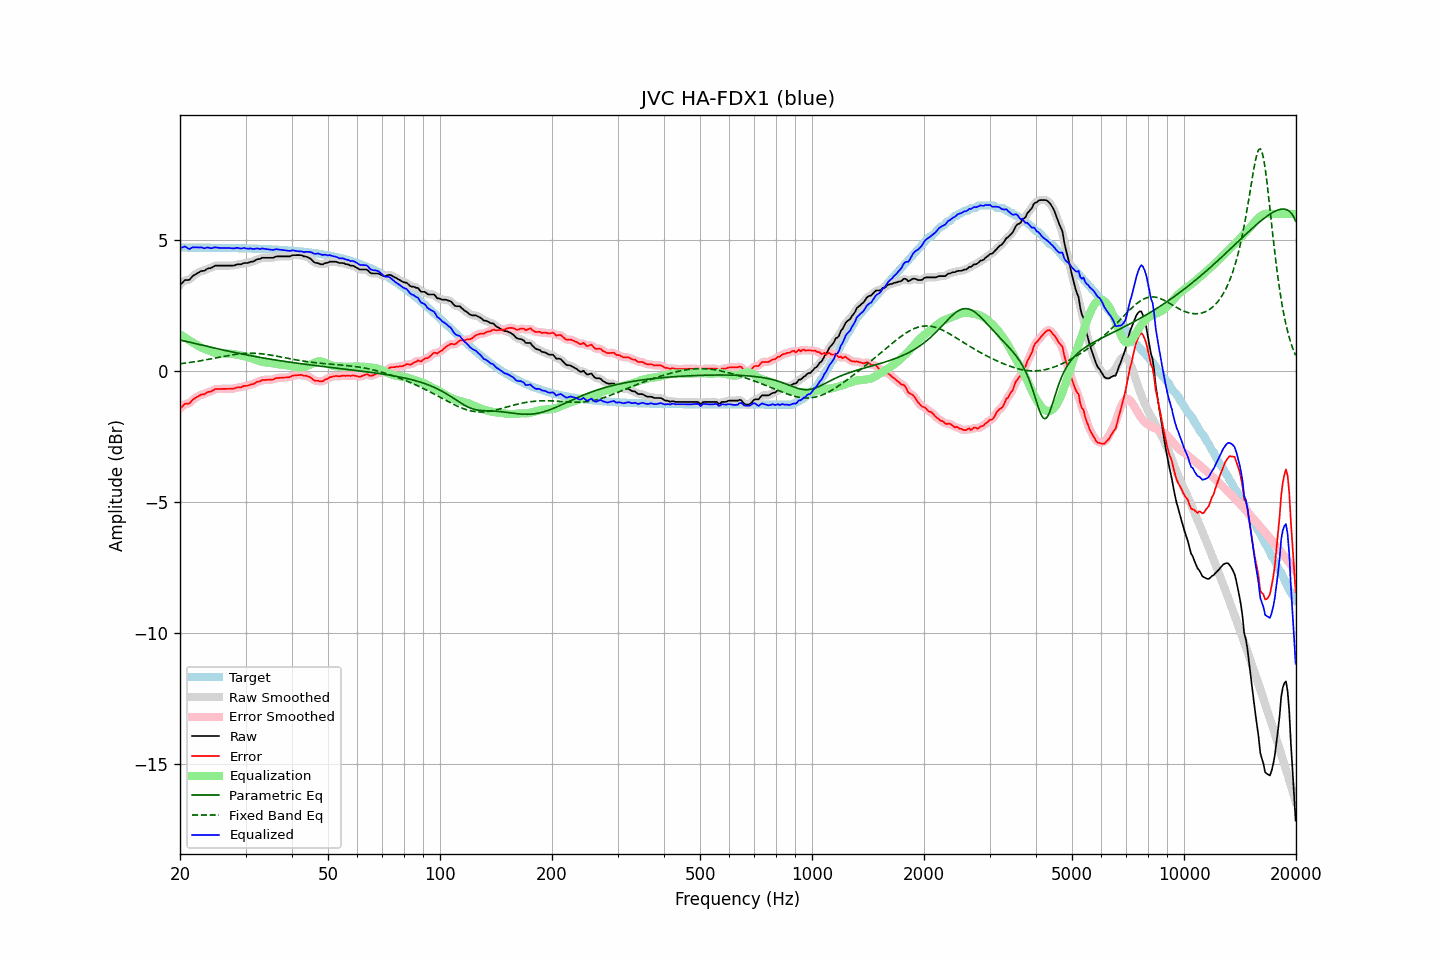 JVC HA-FDX1 (blue)
Amplitude (dBr)
5
0
−5
−10
−15
Target
Raw Smoothed
Error Smoothed
Raw
Error
Equalization
Parametric Eq
Fixed Band Eq
Equalized
20 50 100 200 500 1000 2000 5000 10000 20000
Frequency (Hz)